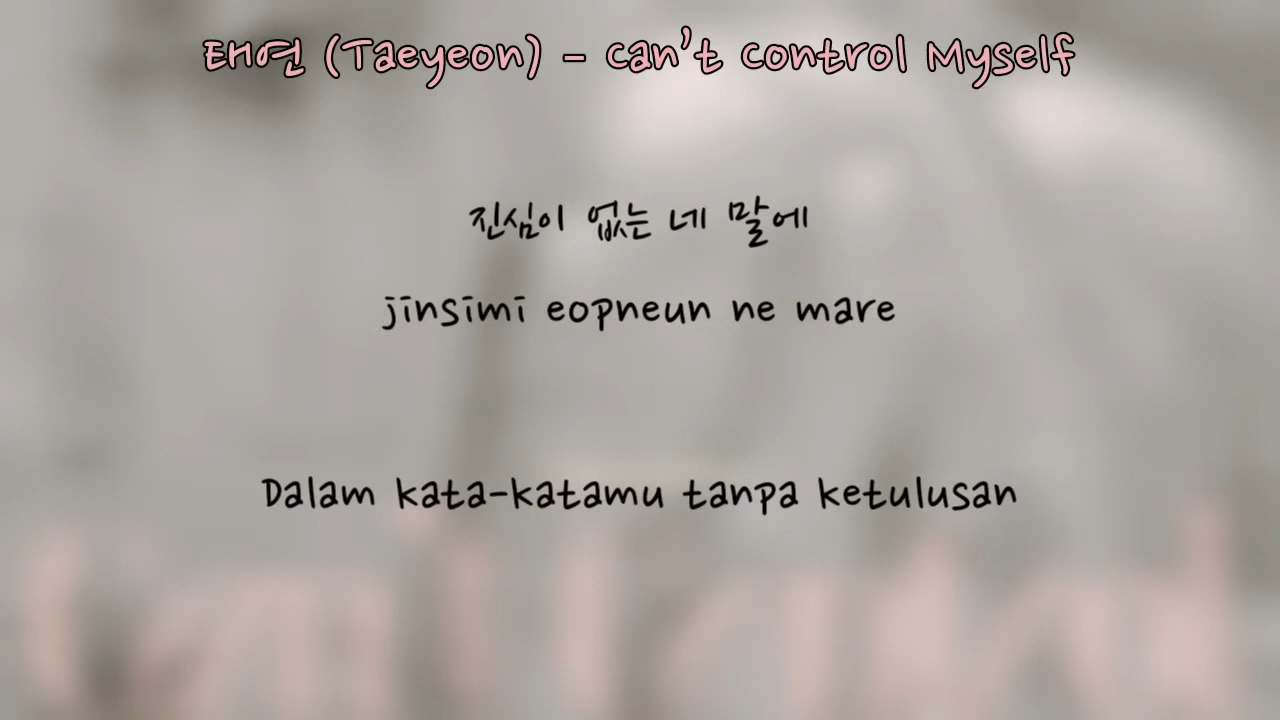 태연 (Taeyeon) – Can't Control Myself
진심이 없는 네 말에
jinsimi eopneun ne mare
Dalam kata-katamu tanpa ketulusan